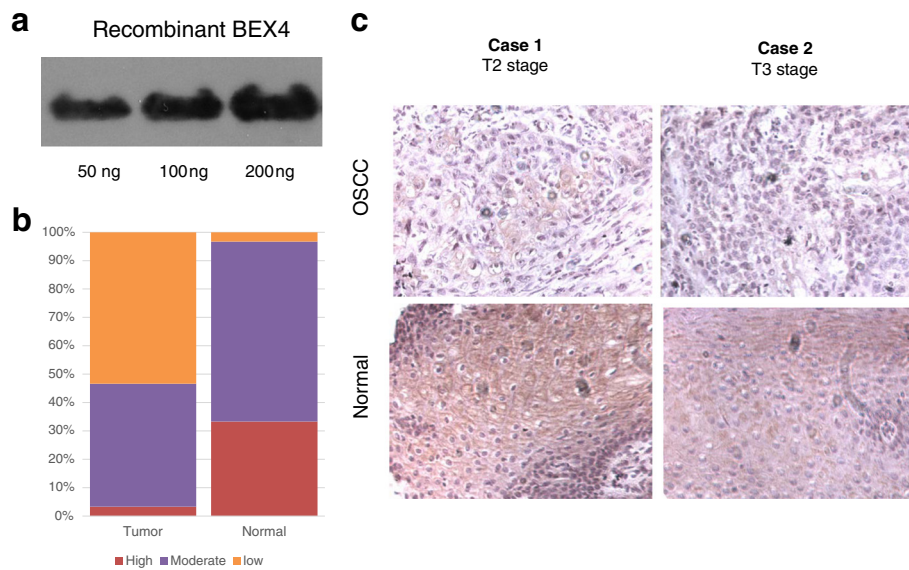 a
Recombinant BEX4
50 ng 100ng 200ng
b
100%
90%
80%
70%
60%
50%
40%
30%
20%
10%
0%
Tumor Normal
High Moderate low
c
Case 1
T2 stage
Case 2
T3 stage
OSCC
Normal